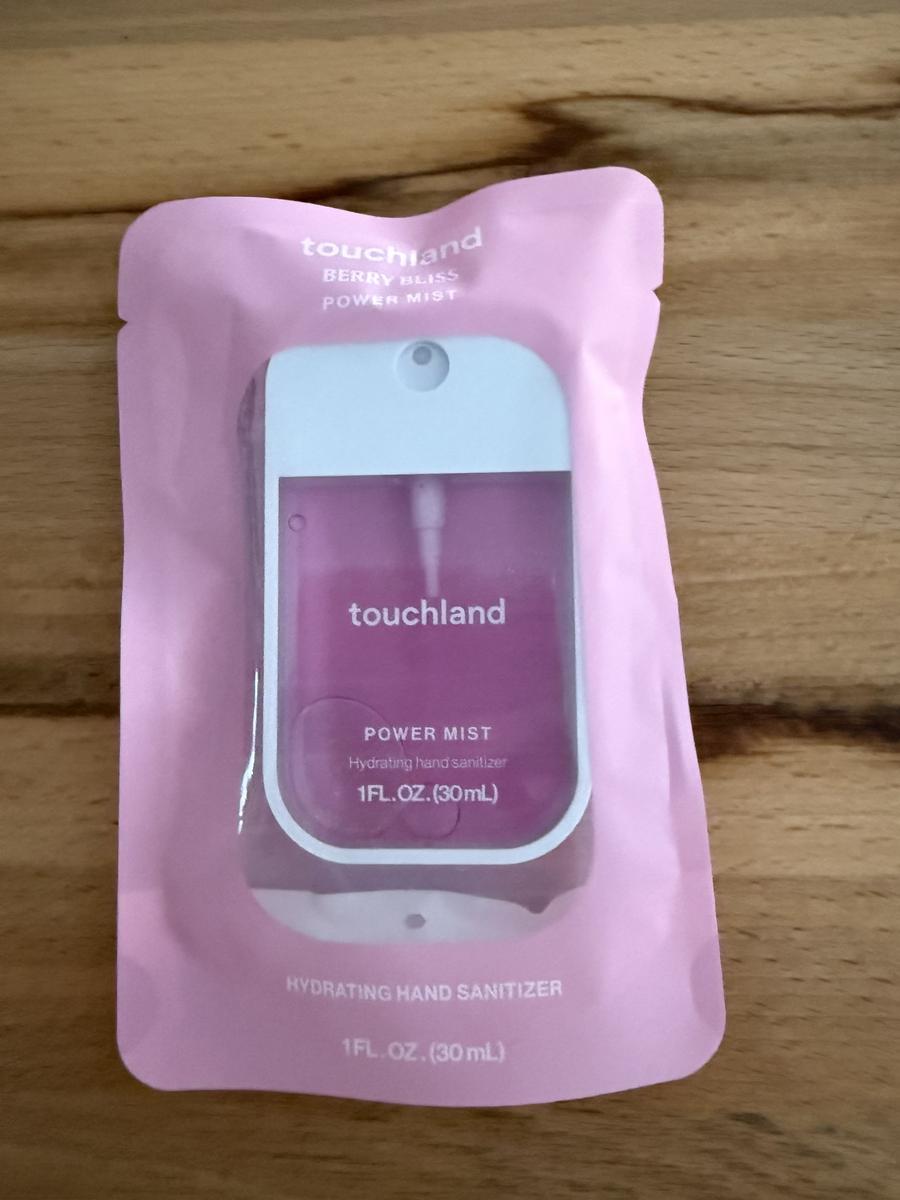 touchland
BERRY BLISS
POWER MIST
touchland
POWER MIST
Hydrating hand sanitizer
1FL.OZ.(30mL)
HYDRATING HAND SANITIZER
1FL.OZ.(30mL)